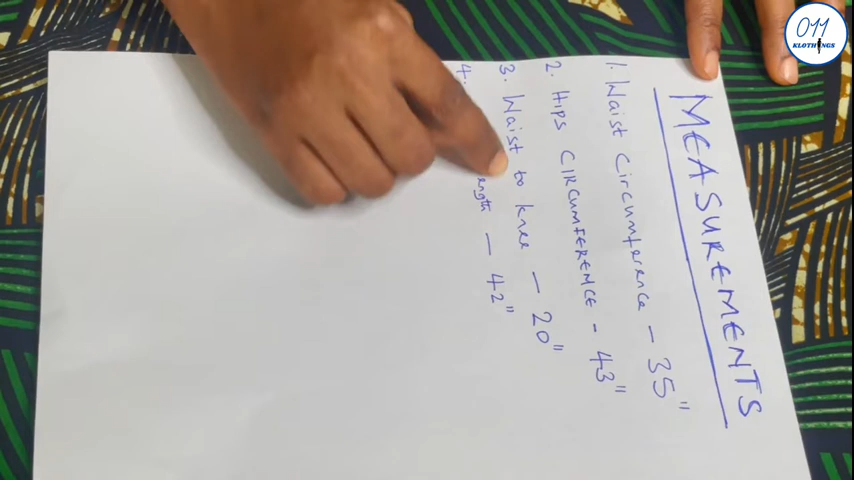 MEASUREMENTS
1. Waist Circumference - 35"
2. Hips CIRCUMFERENCE - 43"
3. Waist to knee - 20"
4. - 42"
011
KLOTHINGS